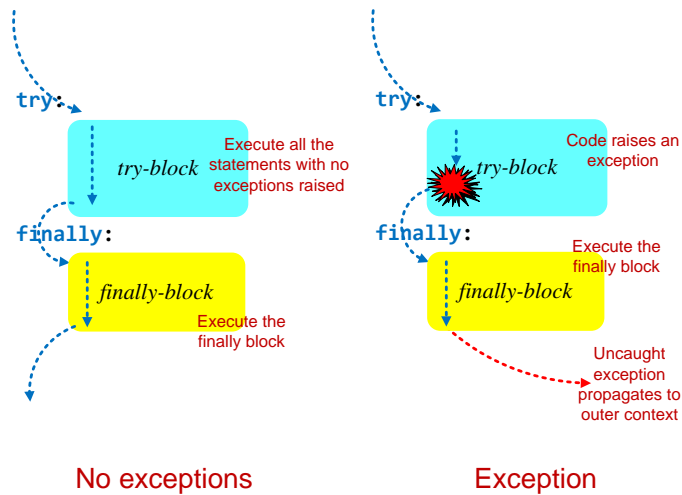 try:
Execute all the
statements with no
exceptions raised
try-block
finally:
finally-block
Execute the
finally block
No exceptions
try:
Code raises an
exception
try-block
finally:
Execute the
finally block
finally-block
Uncaught
exception
propagates to
outer context
Exception